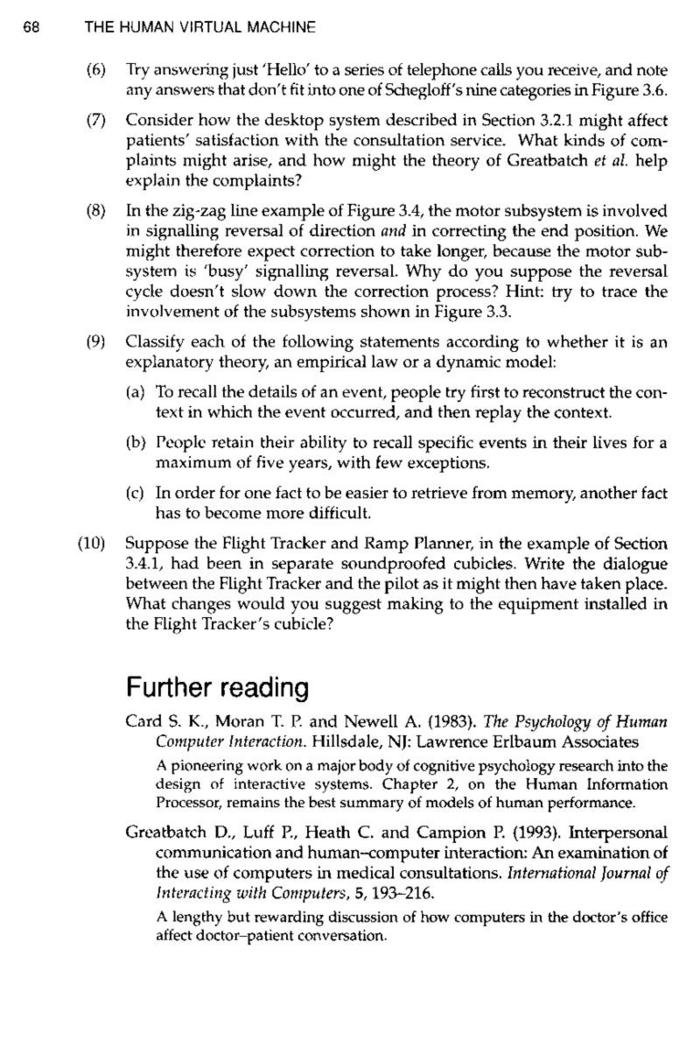 68 THE HUMAN VIRTUAL MACHINE
(6) Try answering just ‘Hello’ to a series of telephone calls you receive, and note
any answers that don’t fit into one of Schegloff’s nine categories in Figure 3.6.
(7) Consider how the desktop system described in Section 3.2.1 might affect
patients’ satisfaction with the consultation service. What kinds of com-
plaints might arise, and how might the theory of Greatbatch et al. help
explain the complaints?
(8) In the zig-zag line example of Figure 3.4, the motor subsystem is involved
in signalling reversal of direction and in correcting the end position. We
might therefore expect correction to take longer, because the motor sub-
system is ‘busy’ signalling reversal. Why do you suppose the reversal
cycle doesn’t slow down the correction process? Hint: try to trace the
involvement of the subsystems shown in Figure 3.3.
(9) Classify each of the following statements according to whether it is an
explanatory theory, an empirical law or a dynamic model:
(a) To recall the details of an event, people try first to reconstruct the con-
text in which the event occurred, and then replay the context.
(b) People retain their ability to recall specific events in their lives for a
maximum of five years, with few exceptions.
(c) In order for one fact to be easier to retrieve from memory, another fact
has to become more difficult.
(10) Suppose the Flight Tracker and Ramp Planner, in the example of Section
3.4.1, had been in separate soundproofed cubicles. Write the dialogue
between the Flight Tracker and the pilot as it might then have taken place.
What changes would you suggest making to the equipment installed in
the Flight Tracker’s cubicle?
Further reading
Card S. K., Moran T. P. and Newell A. (1983). The Psychology of Human
Computer Interaction. Hillsdale, NJ: Lawrence Erlbaum Associates
A pioneering work on a major body of cognitive psychology research into the
design of interactive systems. Chapter 2, on the Human Information
Processor, remains the best summary of models of human performance.
Greatbatch D., Luff P., Heath C. and Campion P. (1993). Interpersonal
communication and human–computer interaction: An examination of
the use of computers in medical consultations. International Journal of
Interacting with Computers, 5, 193–216.
A lengthy but rewarding discussion of how computers in the doctor’s office
affect doctor–patient conversation.